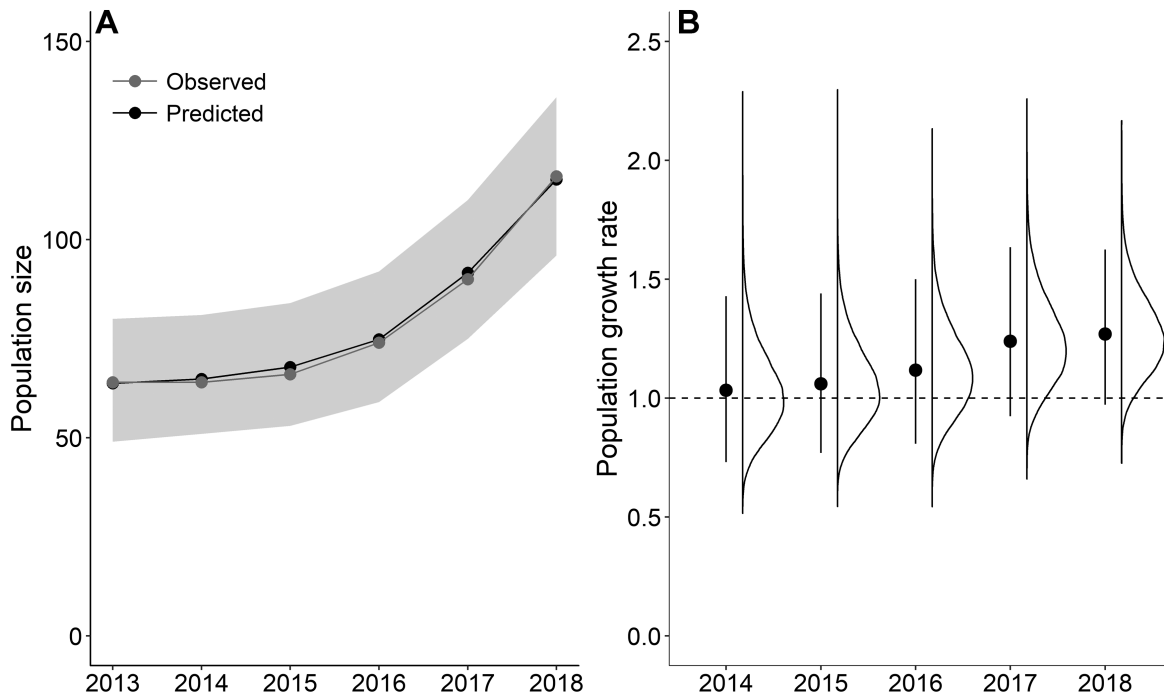 A
Population size
150
100
50
0
Observed
Predicted
2013 2014 2015 2016 2017 2018
B
Population growth rate
2.5
2.0
1.5
1.0
0.5
0.0
2014 2015 2016 2017 2018